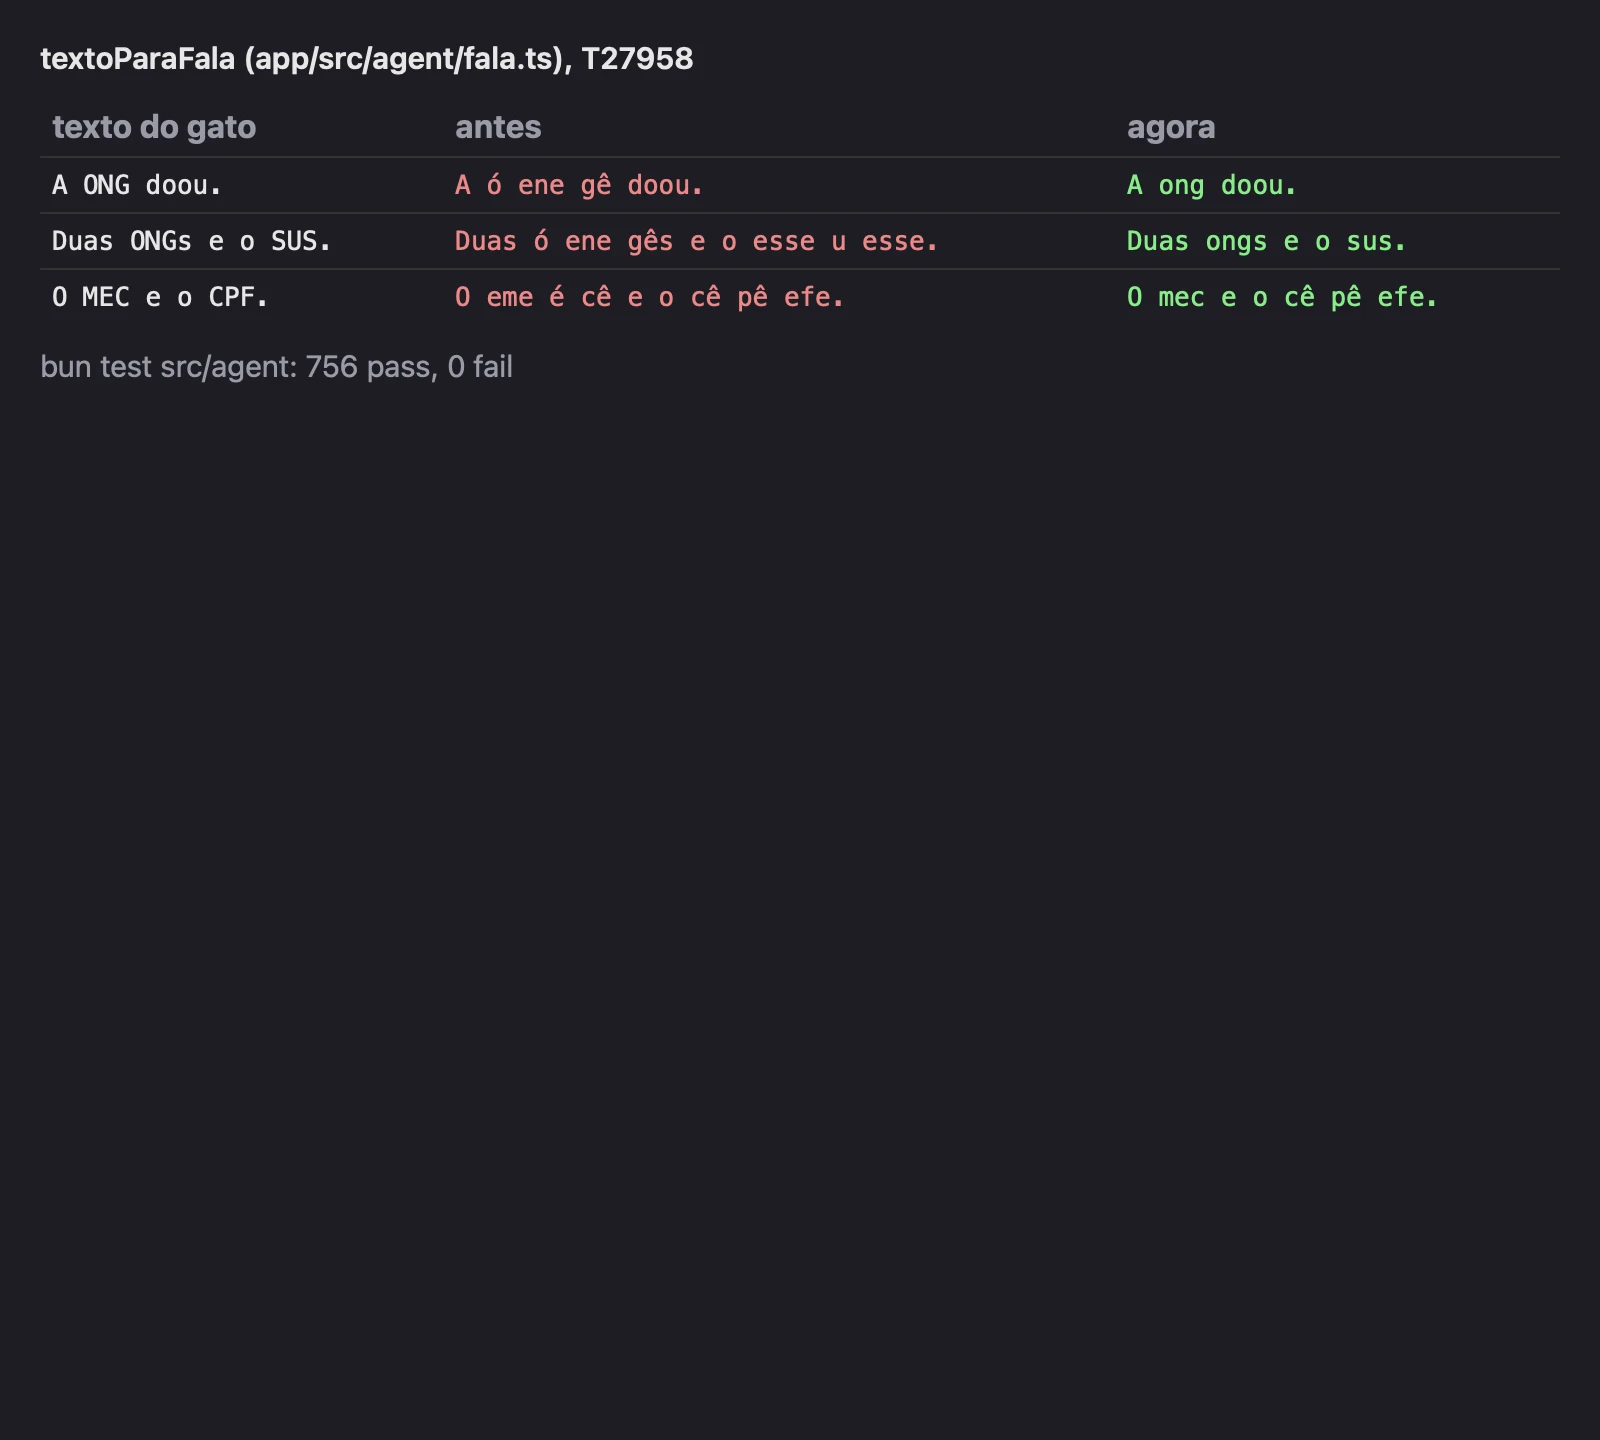 textoParaFala (app/src/agent/fala.ts), T27958
texto do gato antes agora
A ONG doou. A ó ene gê doou. A ong doou.
Duas ONGs e o SUS. Duas ó ene gês e o esse u esse. Duas ongs e o sus.
O MEC e o CPF. O eme é cê e o cê pê efe. O mec e o cê pê efe.
bun test src/agent: 756 pass, 0 fail